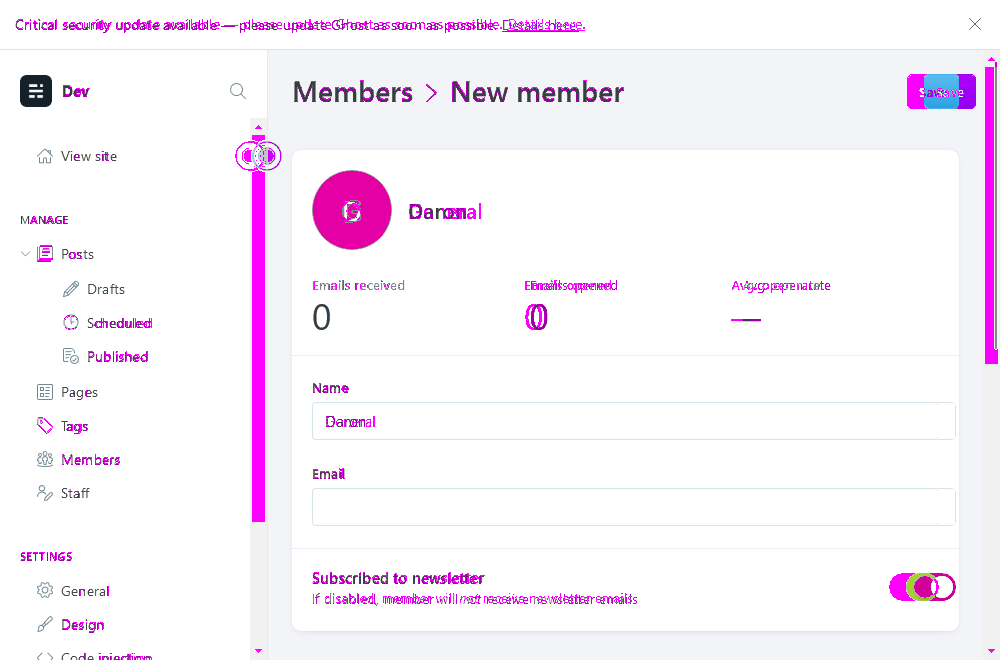 Critical security update available — please update Ghost as soon as possible. Details here.
Dev
Members > New member
View site
MANAGE
Posts
Drafts
Scheduled
Published
Pages
Tags
Members
Staff
SETTINGS
General
Design
Code injection
Save
Emails received
Emails opened
Avg. open rate
0
0
—
Name
Email
Subscribed to newsletter
If disabled, member will not receive newsletter emails